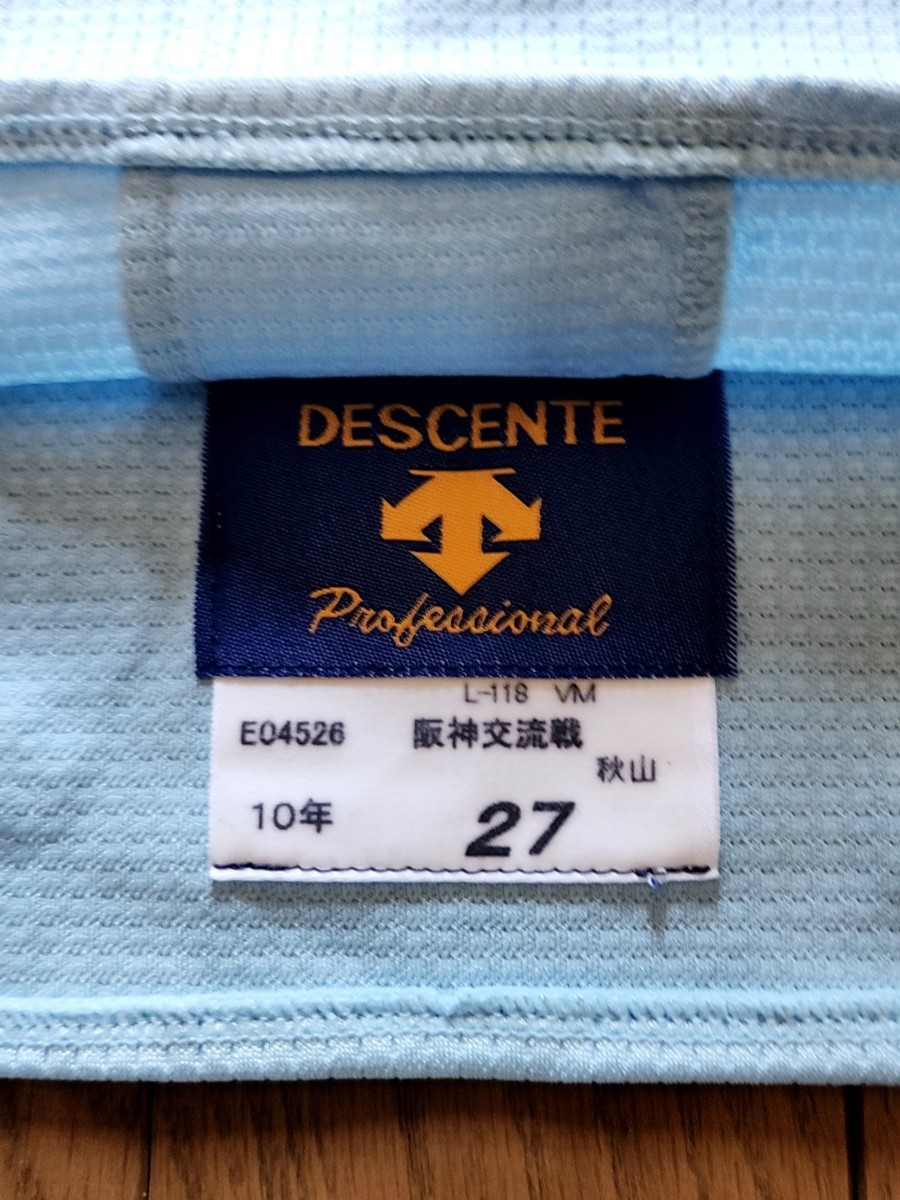 DESCENTE
Professional
L-118 VM
E04526 阪神交流戦
秋山
10年 27